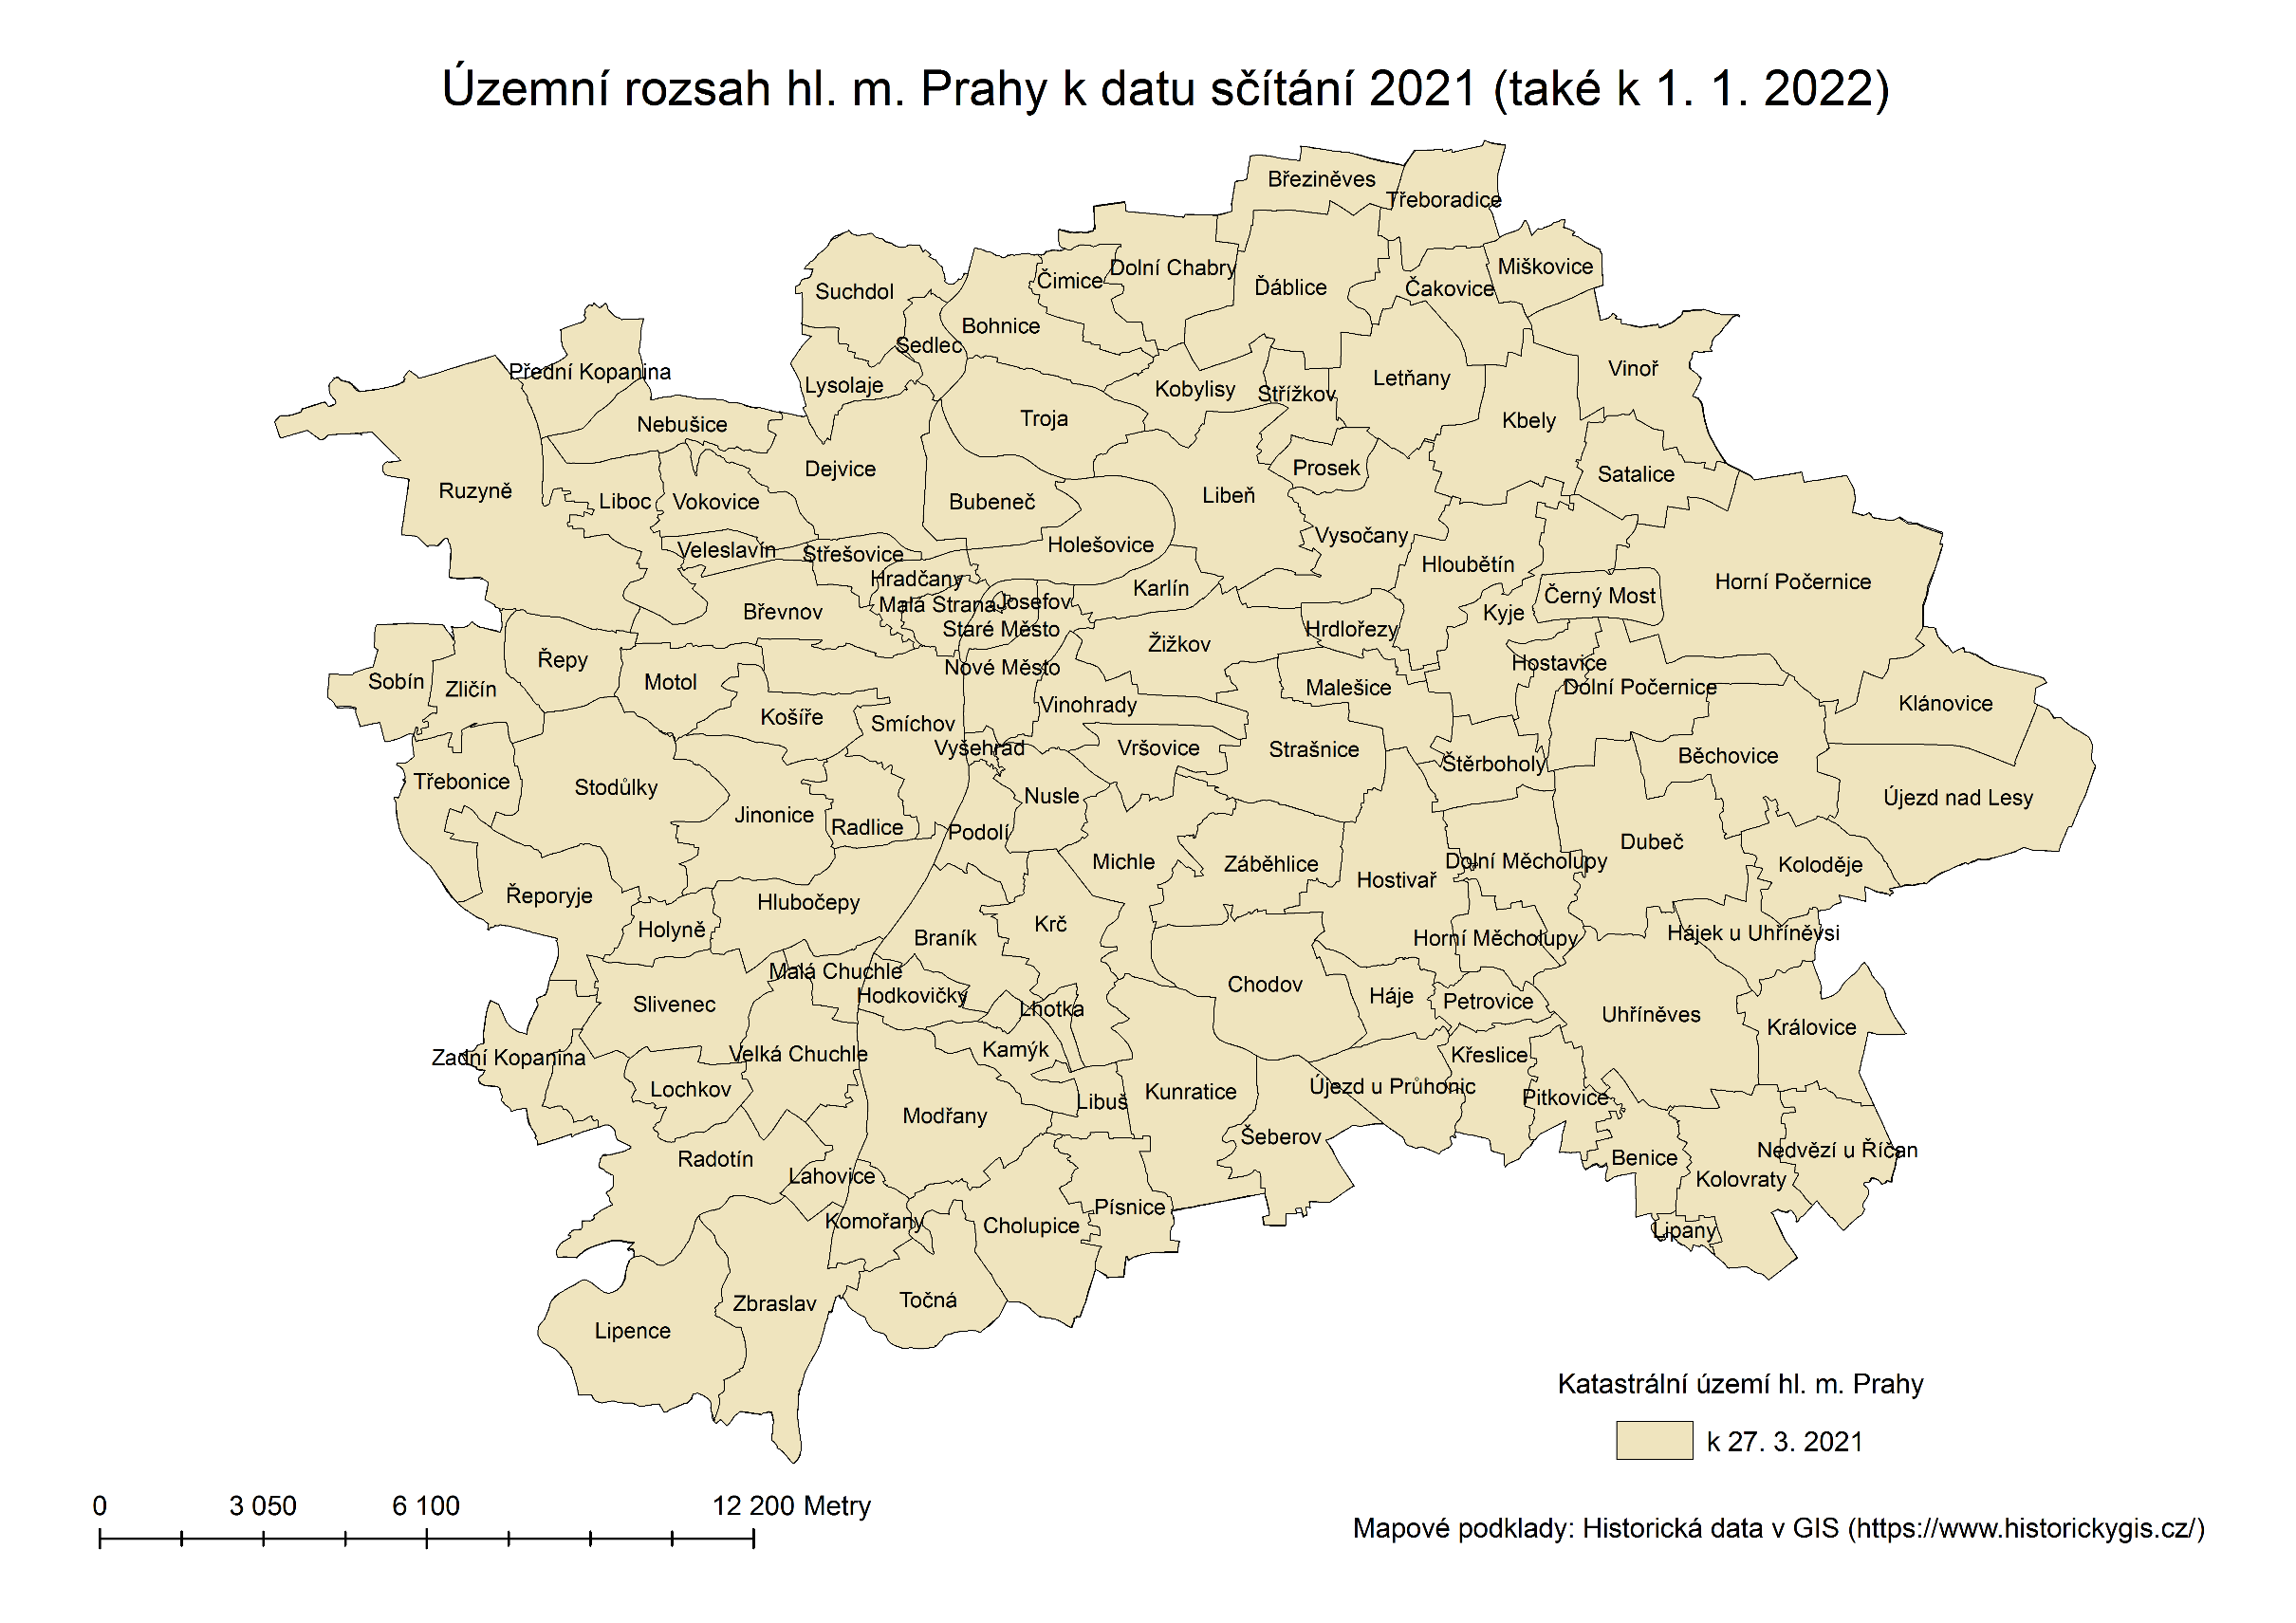 Územní rozsah hl. m. Prahy k datu sčítání 2021 (také k 1. 1. 2022)
Březiněves
Třeboradice
Miškovice
Dolní Chabry
Čimice
Ďáblice
Čakovice
Suchdol
Bohnice
Sedlec
Vinoř
Přední Kopanina
Letňany
Lysolaje
Kobylisy
Střížkov
Troja
Kbely
Nebušice
Dejvice
Prosek
Satalice
Ruzyně
Libeň
Liboc
Vokovice
Bubeneč
Vysočany
Holešovice
Veleslavín
Střešovice
Hloubětín
Hradčany
Horní Počernice
Karlín
Černý Most
Malá Strana
Josefov
Břevnov
Kyje
Staré Město
Hrdlořezy
Žižkov
Řepy
Hostavice
Nové Město
Sobín
Zličín
Motol
Malešice
Dolní Počernice
Klánovice
Vinohrady
Košíře
Smíchov
Vyšehrad
Vršovice
Strašnice
Běchovice
Štěrboholy
Třebonice
Stodůlky
Nusle
Újezd nad Lesy
Jinonice
Radlice
Podolí
Dubeč
Michle
Záběhlice
Dolní Měcholupy
Koloděje
Hostivař
Řeporyje
Hlubočepy
Krč
Holyně
Braník
Horní Měcholupy
Hájek u Uhříněvsi
Malá Chuchle
Chodov
Hodkovičky
Háje
Petrovice
Slivenec
Lhotka
Uhříněves
Královice
Kamýk
Velká Chuchle
Křeslice
Zadní Kopanina
Újezd u Průhonic
Lochkov
Kunratice
Pitkovice
Libuš
Modřany
Šeberov
Nedvězí u Říčan
Radotín
Benice
Lahovice
Kolovraty
Písnice
Komořany
Cholupice
Lipany
Točná
Zbraslav
Lipence
Katastrální území hl. m. Prahy
k 27. 3. 2021
0 3 050 6 100 12 200 Metry
Mapové podklady: Historická data v GIS (https://www.historickygis.cz/)